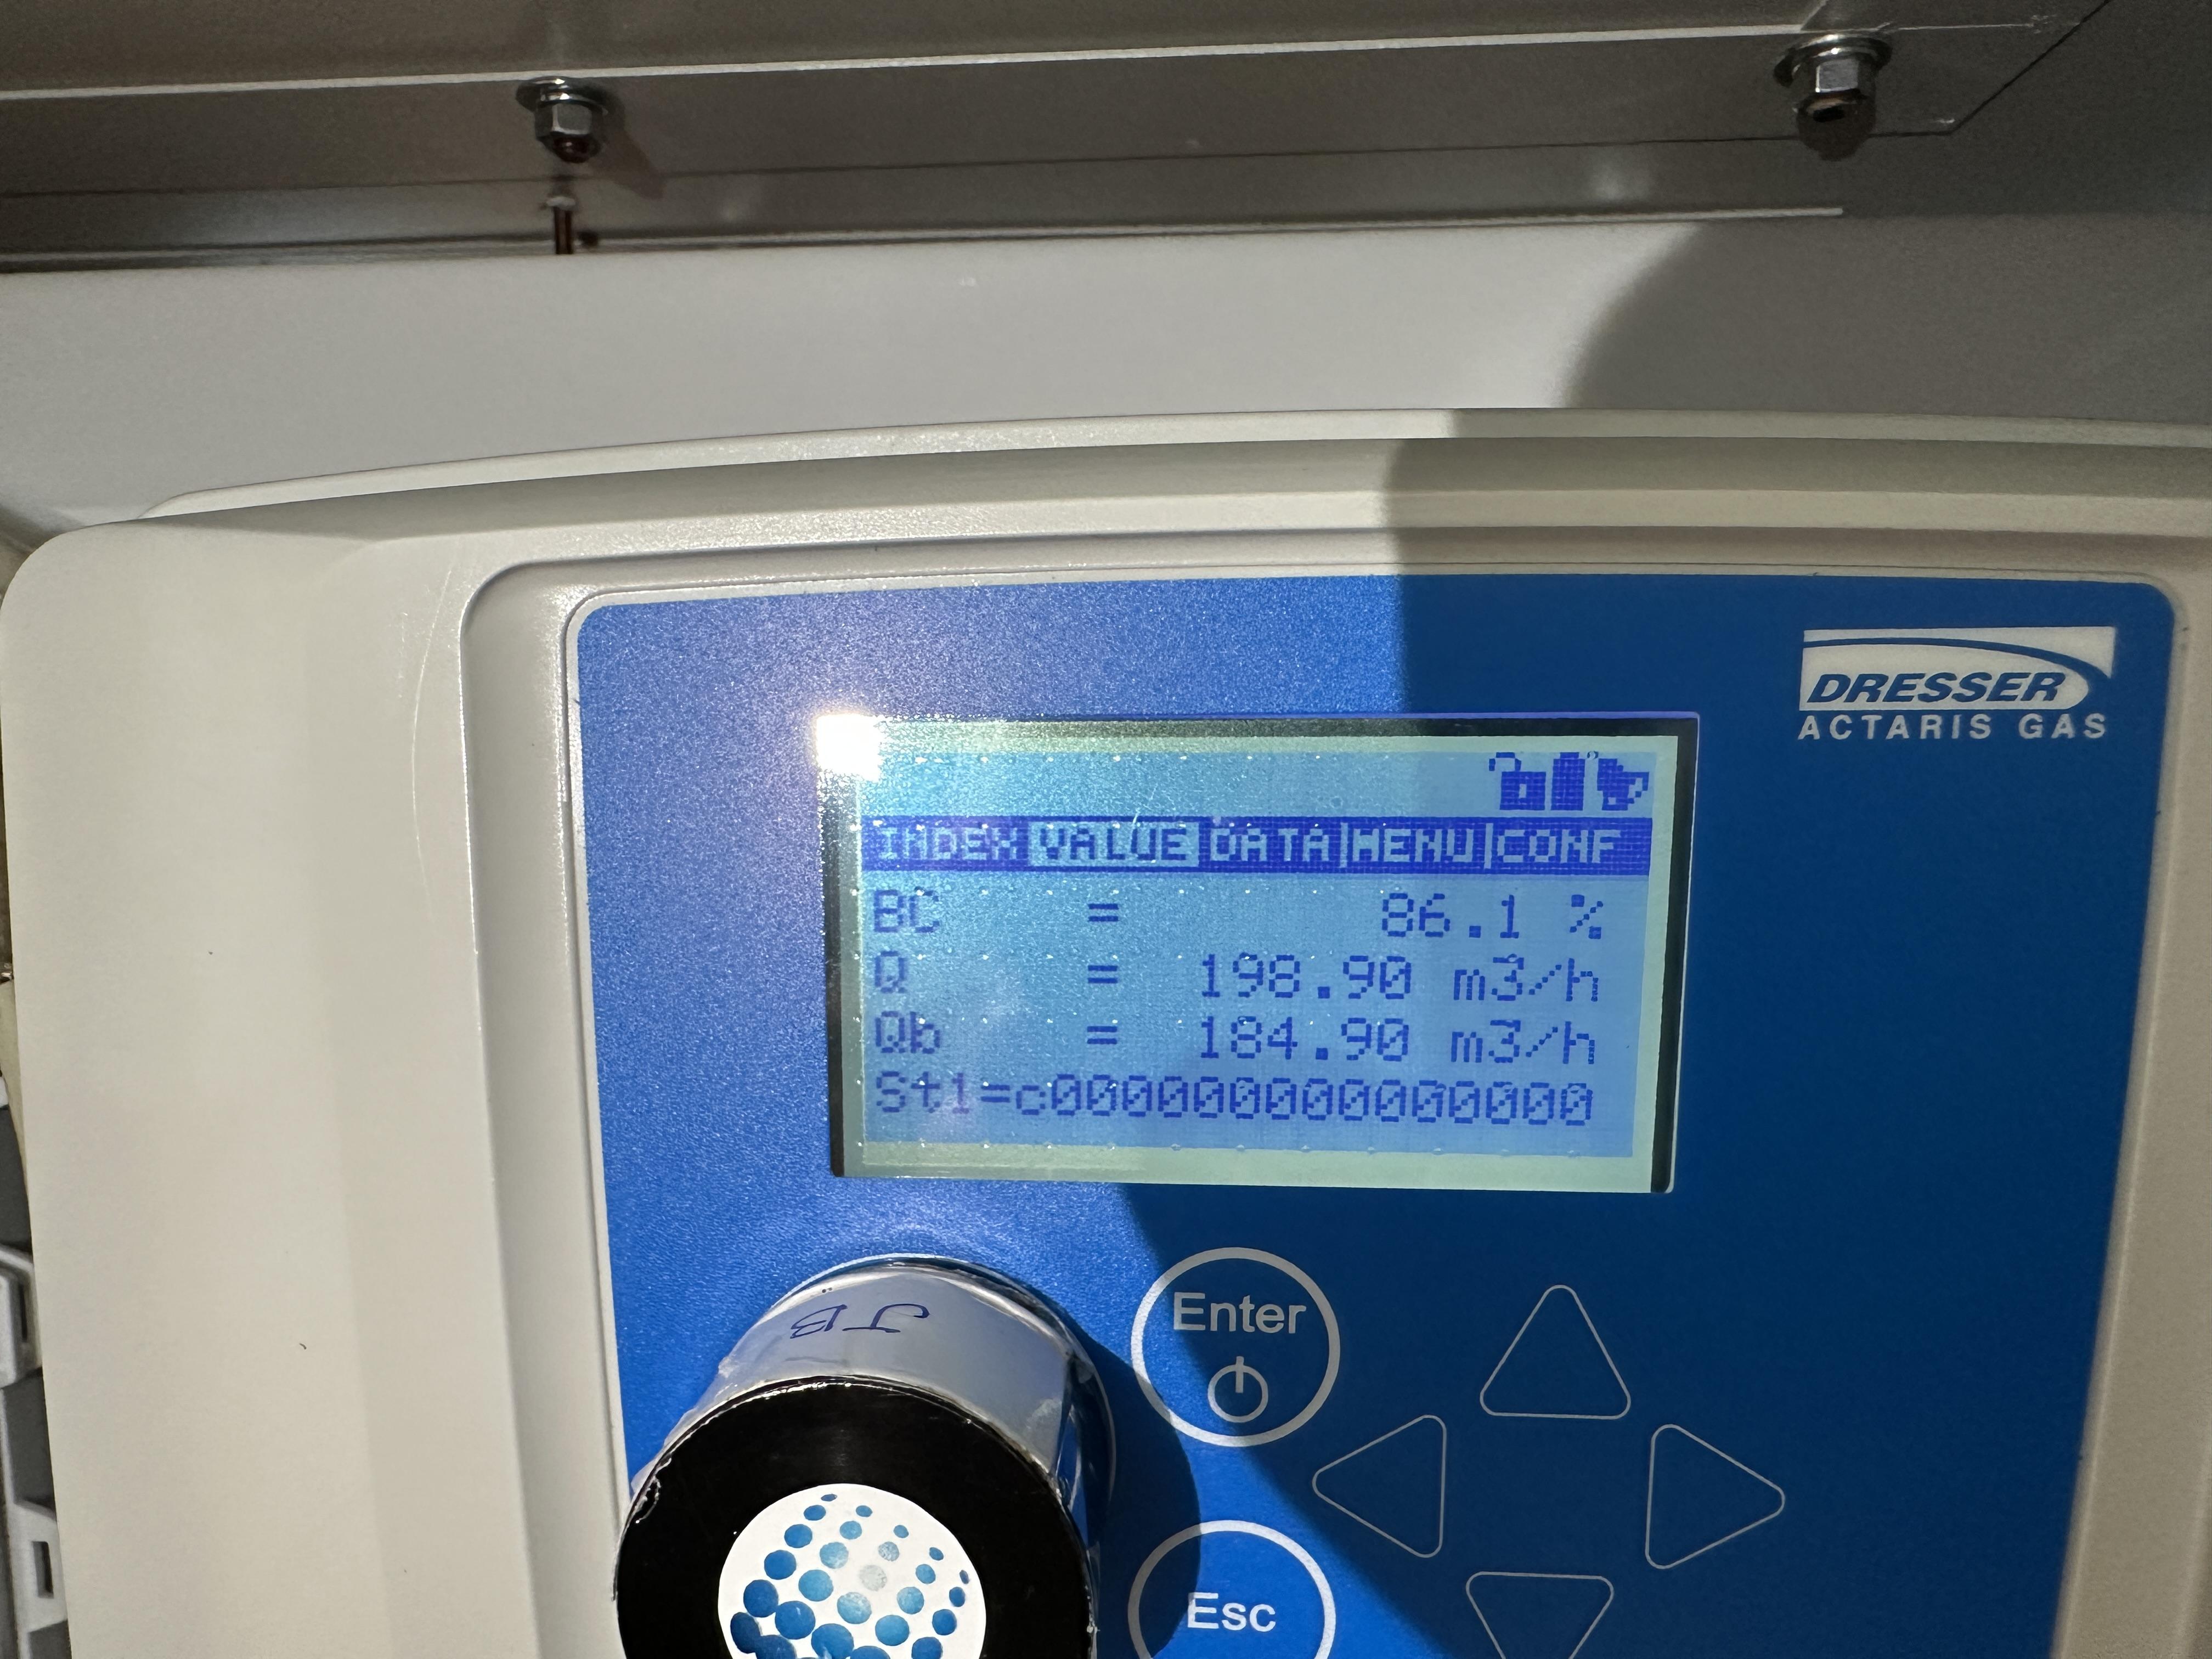 DRESSER
ACTARIS GAS
INDEX VALUE DATA|MENU|CONF
BC = 86.1 %
Q = 198.90 m3/h
Qb = 184.90 m3/h
St1=c000000000000000
JB
Enter
Esc